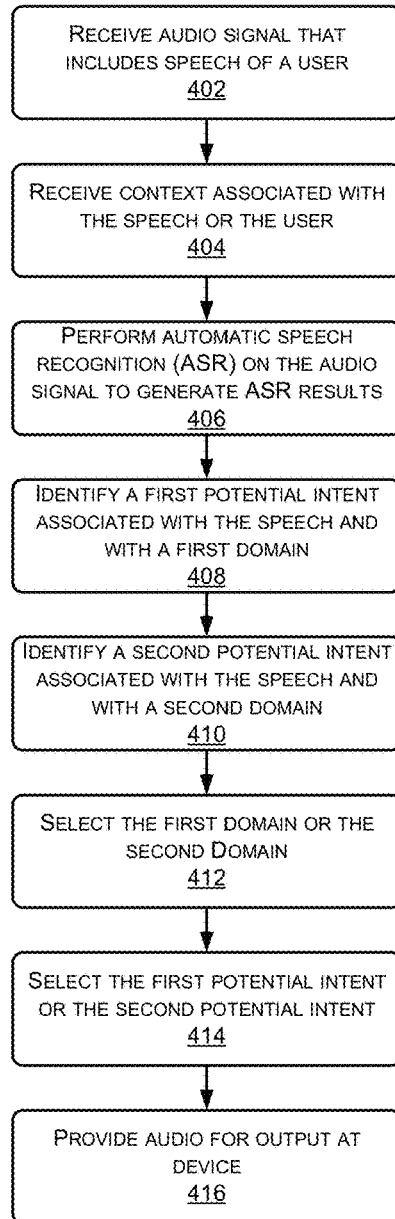 RECEIVE AUDIO SIGNAL THAT
INCLUDES SPEECH OF A USER
402
RECEIVE CONTEXT ASSOCIATED WITH
THE SPEECH OR THE USER
404
PERFORM AUTOMATIC SPEECH
RECOGNITION (ASR) ON THE AUDIO
SIGNAL TO GENERATE ASR RESULTS
406
IDENTIFY A FIRST POTENTIAL INTENT
ASSOCIATED WITH THE SPEECH AND
WITH A FIRST DOMAIN
408
IDENTIFY A SECOND POTENTIAL INTENT
ASSOCIATED WITH THE SPEECH AND
WITH A SECOND DOMAIN
410
SELECT THE FIRST DOMAIN OR THE
SECOND DOMAIN
412
SELECT THE FIRST POTENTIAL INTENT
OR THE SECOND POTENTIAL INTENT
414
PROVIDE AUDIO FOR OUTPUT AT
DEVICE
416